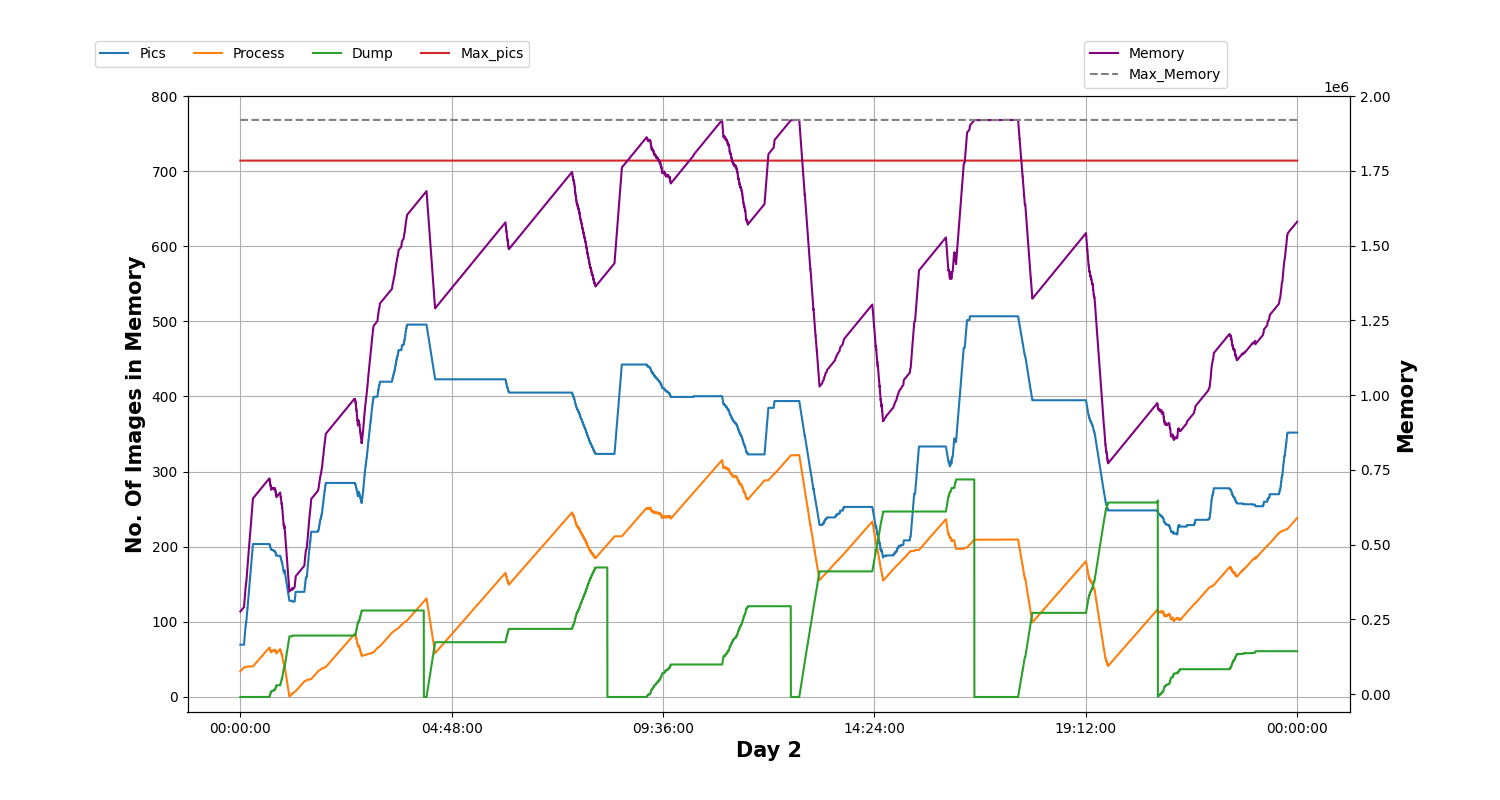 Pics Process Dump Max_pics
Memory
Max_Memory
1e6
800
700
600
500
400
300
200
100
0
2.00
1.75
1.50
1.25
1.00
0.75
0.50
0.25
0.00
No. Of Images in Memory
Memory
00:00:00 04:48:00 09:36:00 14:24:00 19:12:00 00:00:00
Day 2